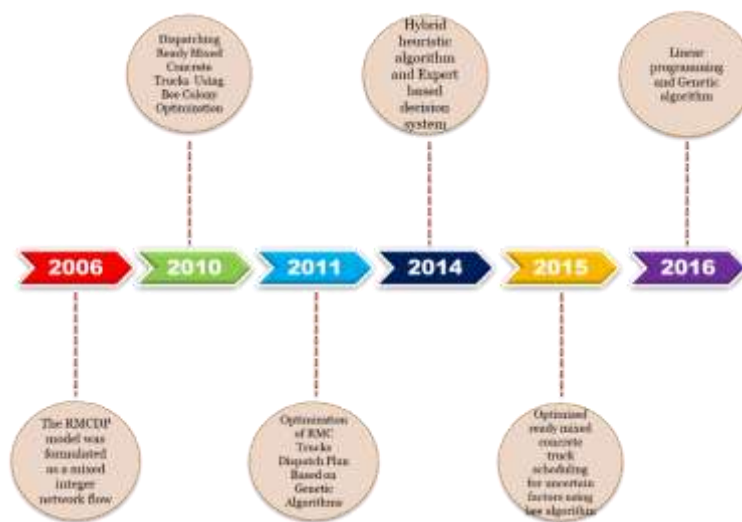 Dispatching
Ready Mixed
Concrete
Trucks Using
Bee Colony
Optimization
Hybrid
heuristic
algorithm
and Expert
based
decision
system
Linear
programming
and Genetic
algorithm
2006
2010
2011
2014
2015
2016
The RMCDP
model was
formulated
as a mixed
integer
network flow
Optimization
of RMC
Trucks
Dispatch Plan
Based on
Genetic
Algorithms
Optimized
ready mixed
concrete
truck
scheduling
for uncertain
factors using
bee algorithm